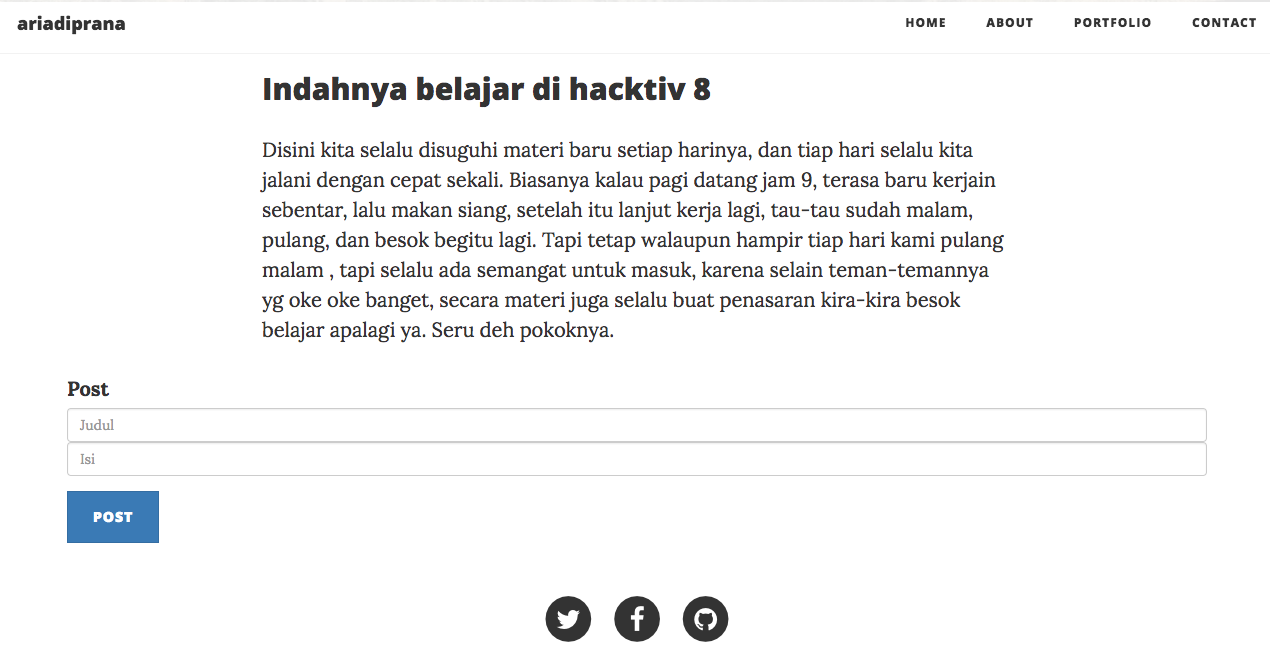 ariadiprana
HOME ABOUT PORTFOLIO CONTACT
Indahnya belajar di hacktiv 8
Disini kita selalu disuguhi materi baru setiap harinya, dan tiap hari selalu kita
jalani dengan cepat sekali. Biasanya kalau pagi datang jam 9, terasa baru kerjain
sebentar, lalu makan siang, setelah itu lanjut kerja lagi, tau-tau sudah malam,
pulang, dan besok begitu lagi. Tapi tetap walaupun hampir tiap hari kami pulang
malam , tapi selalu ada semangat untuk masuk, karena selain teman-temannya
yg oke oke banget, secara materi juga selalu buat penasaran kira-kira besok
belajar apalagi ya. Seru deh pokoknya.
Post
Judul
Isi
POST